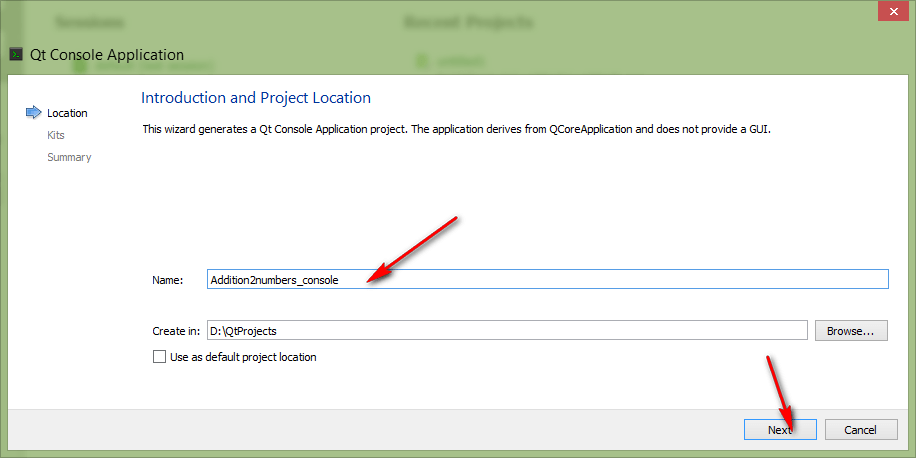 Sessions
Recent Projects
Qt Console Application
Introduction and Project Location
Location
Kits
Summary
This wizard generates a Qt Console Application project. The application derives from QCoreApplication and does not provide a GUI.
Name:
Addition2numbers_console
Create in:
D:\QtProjects
Browse...
Use as default project location
Next
Cancel